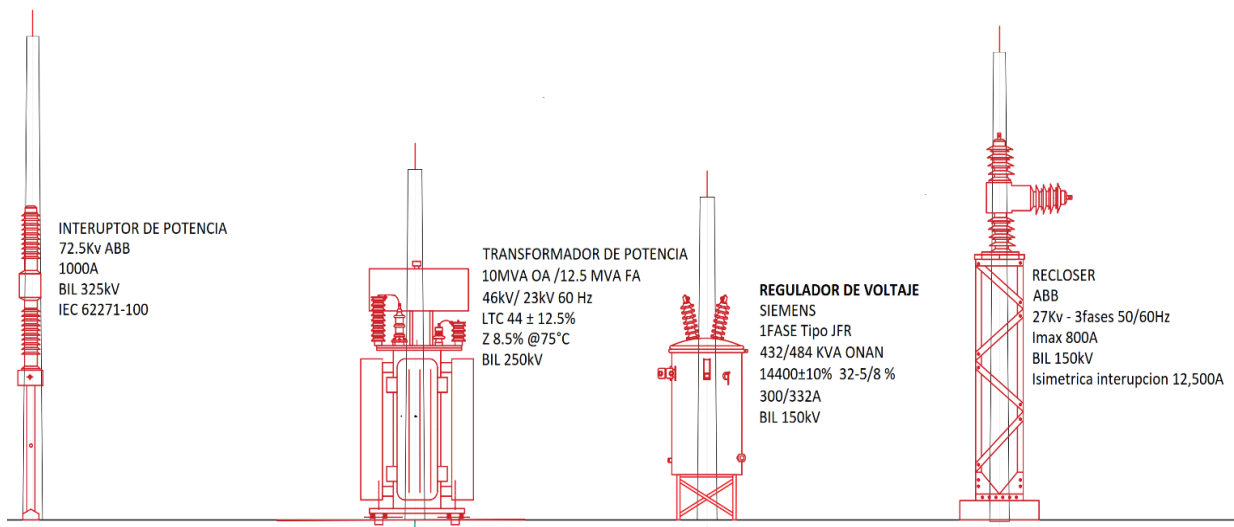 INTERUPTOR DE POTENCIA
72.5Kv ABB
1000A
BIL 325kV
IEC 62271-100
TRANSFORMADOR DE POTENCIA
10MVA OA /12.5 MVA FA
46kV/ 23kV 60 Hz
LTC 44 ± 12.5%
Z 8.5% @75°C
BIL 250kV
REGULADOR DE VOLTAJE
SIEMENS
1FASE Tipo JFR
432/484 KVA ONAN
14400±10% 32-5/8 %
300/332A
BIL 150kV
RECLOSER
ABB
27Kv - 3fases 50/60Hz
Imax 800A
BIL 150kV
Isimetrica interupcion 12,500A